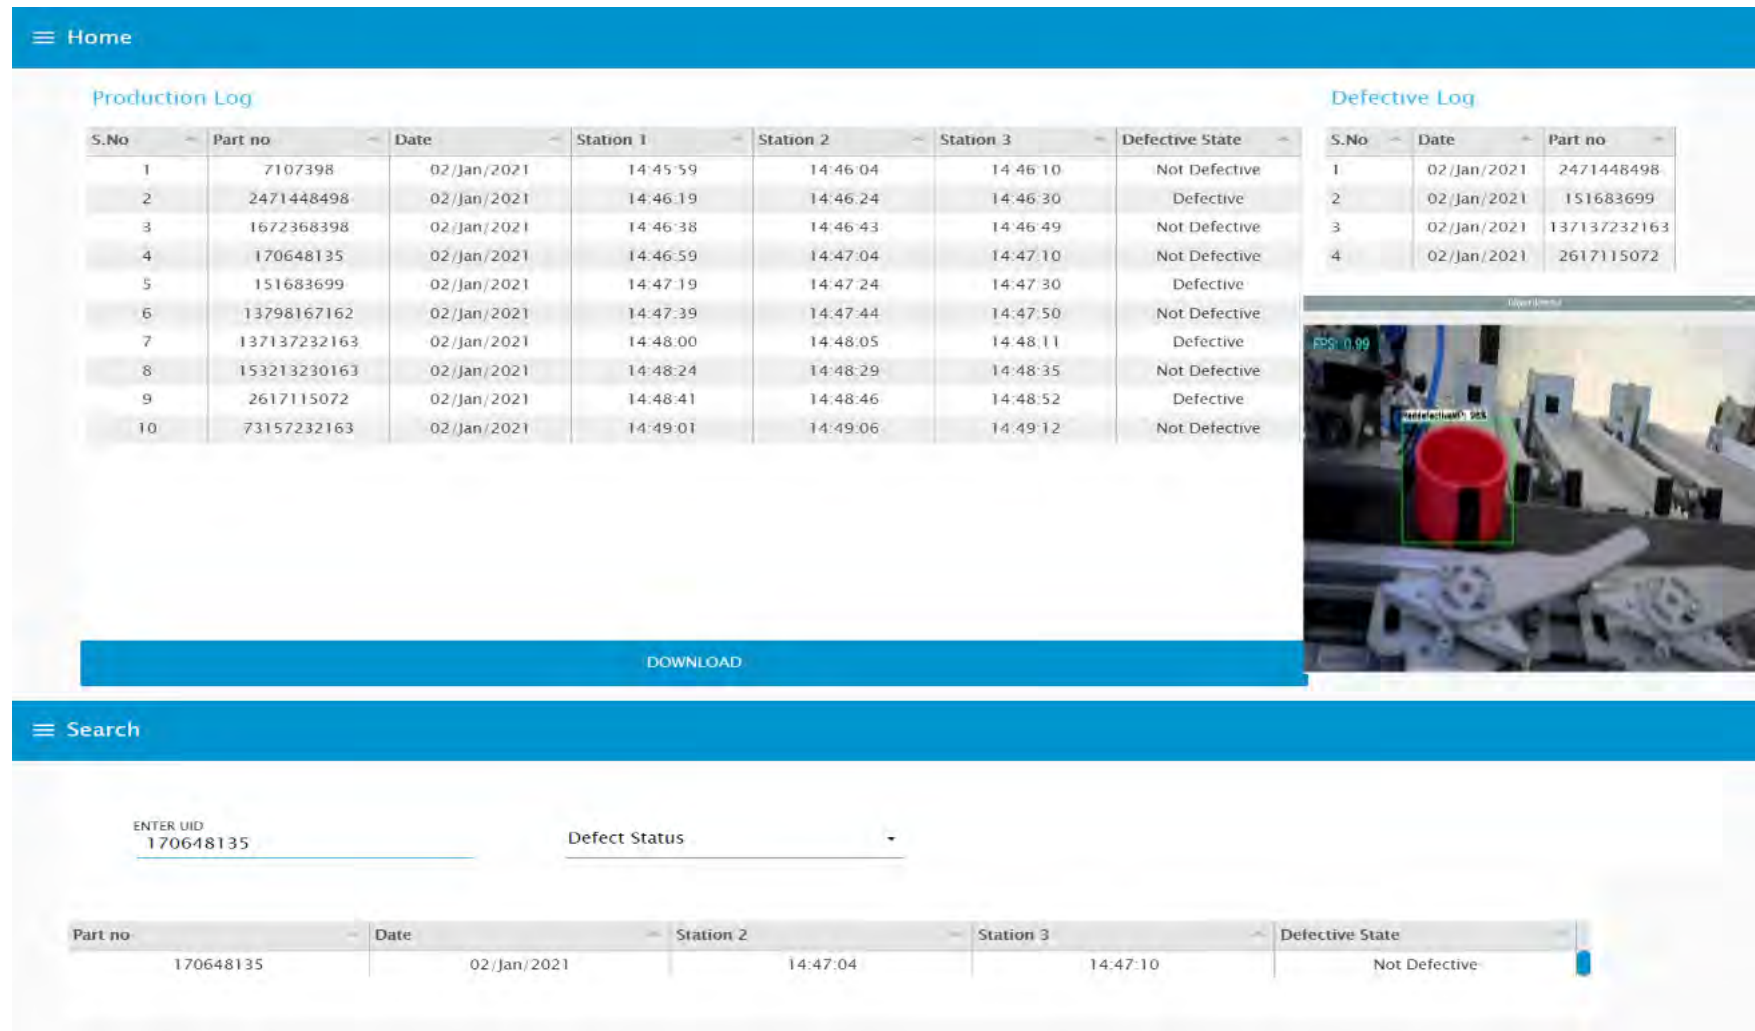 Home
Production Log
S.No Part no Date Station 1 Station 2 Station 3 Defective State
1 7107398 02/Jan/2021 14:45:59 14:46:04 14:46:10 Not Defective
2 2471448498 02/Jan/2021 14:46:19 14:46:24 14:46:30 Defective
3 1672368398 02/Jan/2021 14:46:38 14:46:43 14:46:49 Not Defective
4 170648135 02/Jan/2021 14:46:59 14:47:04 14:47:10 Not Defective
5 151683699 02/Jan/2021 14:47:19 14:47:24 14:47:30 Defective
6 13798167162 02/Jan/2021 14:47:39 14:47:44 14:47:50 Not Defective
7 137137232163 02/Jan/2021 14:48:00 14:48:05 14:48:11 Defective
8 153213230163 02/Jan/2021 14:48:24 14:48:29 14:48:35 Not Defective
9 2617115072 02/Jan/2021 14:48:41 14:48:46 14:48:52 Defective
10 73157232163 02/Jan/2021 14:49:01 14:49:06 14:49:12 Not Defective
DOWNLOAD
Defective Log
S.No Date Part no
1 02/Jan/2021 2471448498
2 02/Jan/2021 151683699
3 02/Jan/2021 137137232163
4 02/Jan/2021 2617115072
FPS: 0.99
Search
ENTER UID
170648135
Defect Status
Part no Date Station 2 Station 3 Defective State
170648135 02/Jan/2021 14:47:04 14:47:10 Not Defective